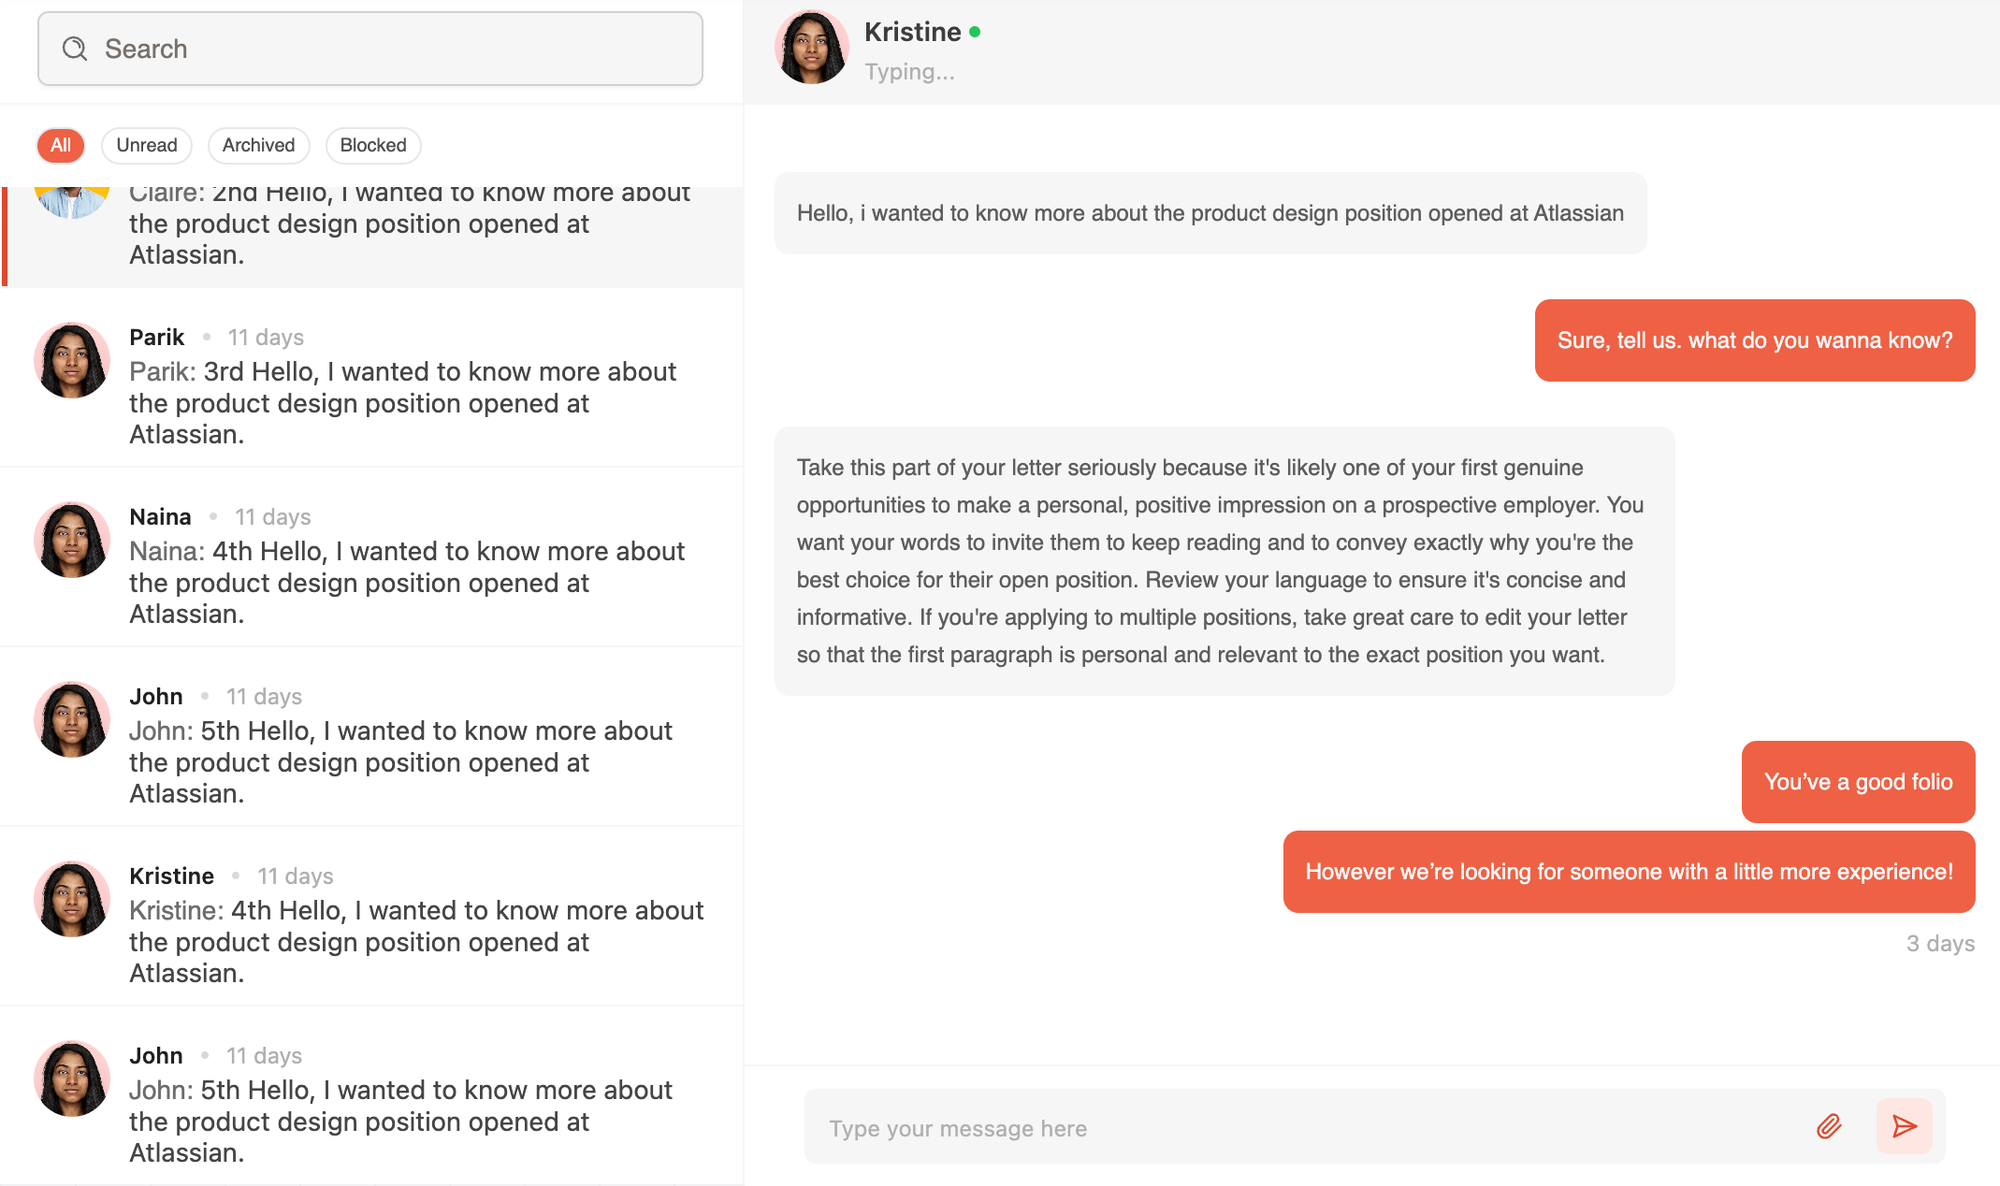 Search
All
Unread
Archived
Blocked
Claire: 2nd Hello, I wanted to know more about
the product design position opened at
Atlassian.
Parik • 11 days
Parik: 3rd Hello, I wanted to know more about
the product design position opened at
Atlassian.
Naina • 11 days
Naina: 4th Hello, I wanted to know more about
the product design position opened at
Atlassian.
John • 11 days
John: 5th Hello, I wanted to know more about
the product design position opened at
Atlassian.
Kristine • 11 days
Kristine: 4th Hello, I wanted to know more about
the product design position opened at
Atlassian.
John • 11 days
John: 5th Hello, I wanted to know more about
the product design position opened at
Atlassian.
Kristine
Typing...
Hello, i wanted to know more about the product design position opened at Atlassian
Sure, tell us. what do you wanna know?
Take this part of your letter seriously because it's likely one of your first genuine
opportunities to make a personal, positive impression on a prospective employer. You
want your words to invite them to keep reading and to convey exactly why you're the
best choice for their open position. Review your language to ensure it's concise and
informative. If you're applying to multiple positions, take great care to edit your letter
so that the first paragraph is personal and relevant to the exact position you want.
You’ve a good folio
However we’re looking for someone with a little more experience!
3 days
Type your message here